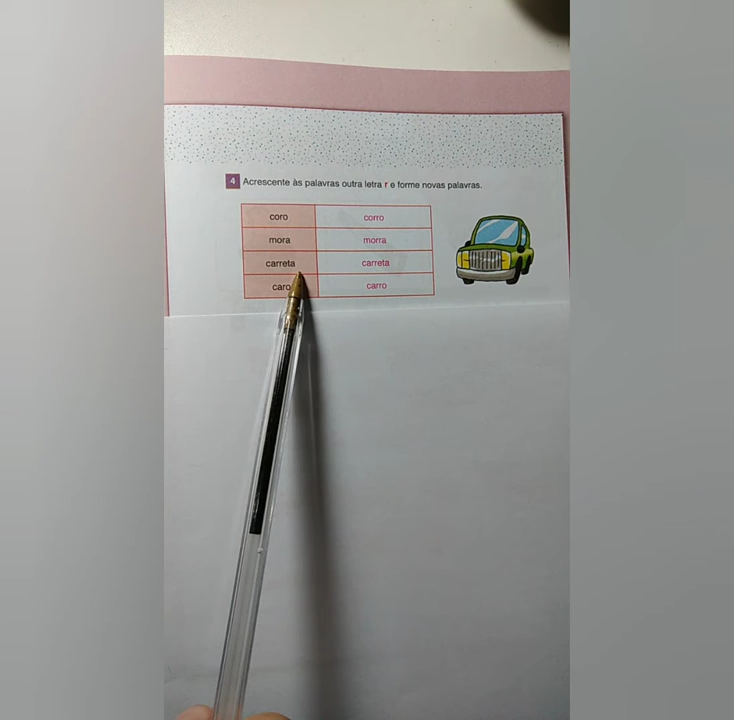 4 Acrescente às palavras outra letra r e forme novas palavras.
coro corro
mora morra
carreta carreta
caro carro